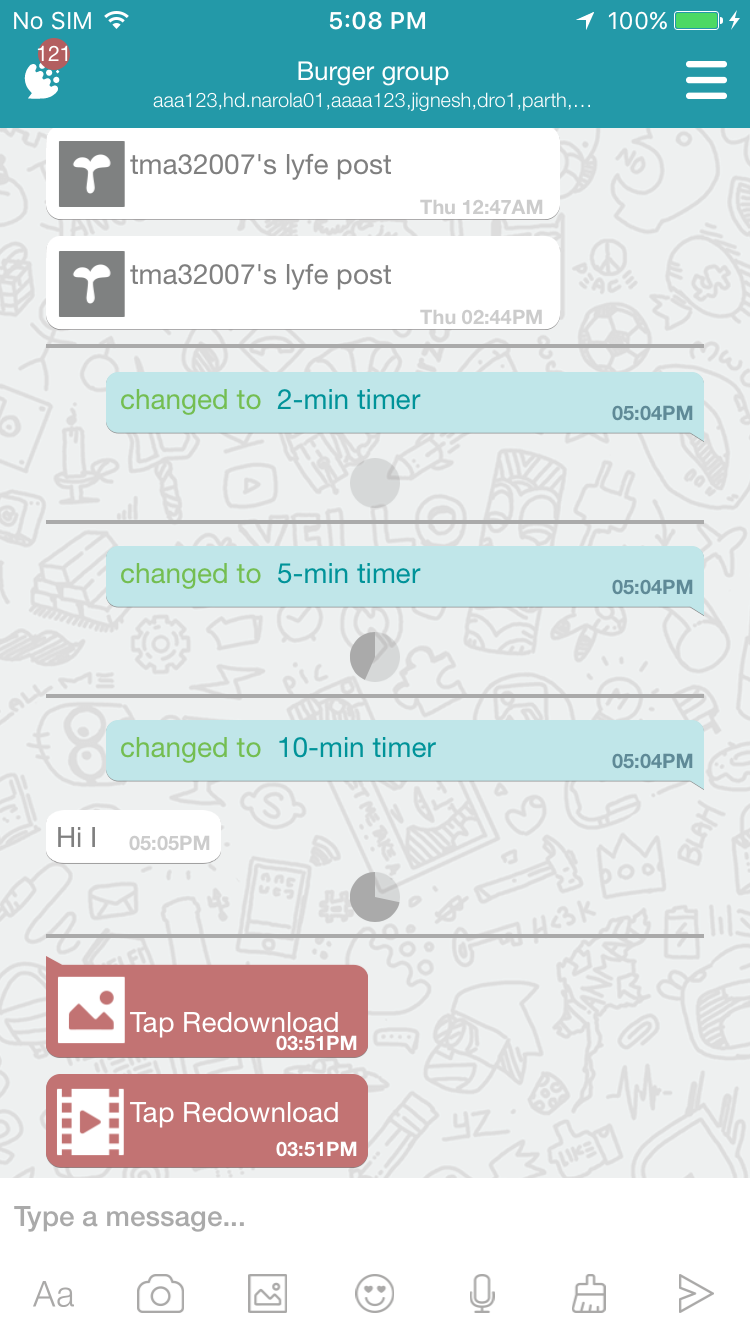 No SIM 5:08 PM 100%
121
Burger group
aaa123,hd.narola01,aaaa123,jignesh,dro1,parth,...
tma32007's lyfe post
Thu 12:47AM
tma32007's lyfe post
Thu 02:44PM
changed to 2-min timer
05:04PM
changed to 5-min timer
05:04PM
changed to 10-min timer
05:04PM
Hi I 05:05PM
Tap Redownload
03:51PM
Tap Redownload
03:51PM
Type a message...
Aa